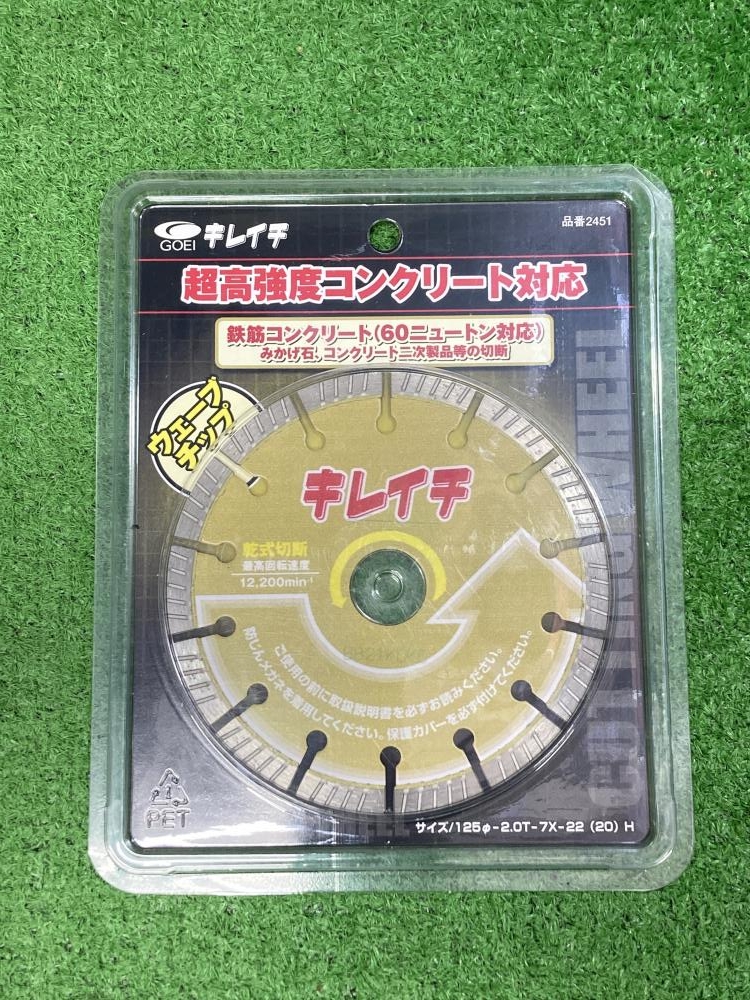 GOEI キレイチ
品番2451
超高強度コンクリート対応
鉄筋コンクリート(60ニュートン対応)
みかげ石、コンクリート二次製品等の切断
ウェーブ
チップ
キレイチ
乾式切断
最高回転速度
12,200min⁻¹
ご使用の前に取扱説明書を必ずお読みください。
防じんメガネを着用してください。保護カバーを必ず付けてください。
CUTTING WHEEL
PET
サイズ/125φ-2.0T-7X-22 (20) H